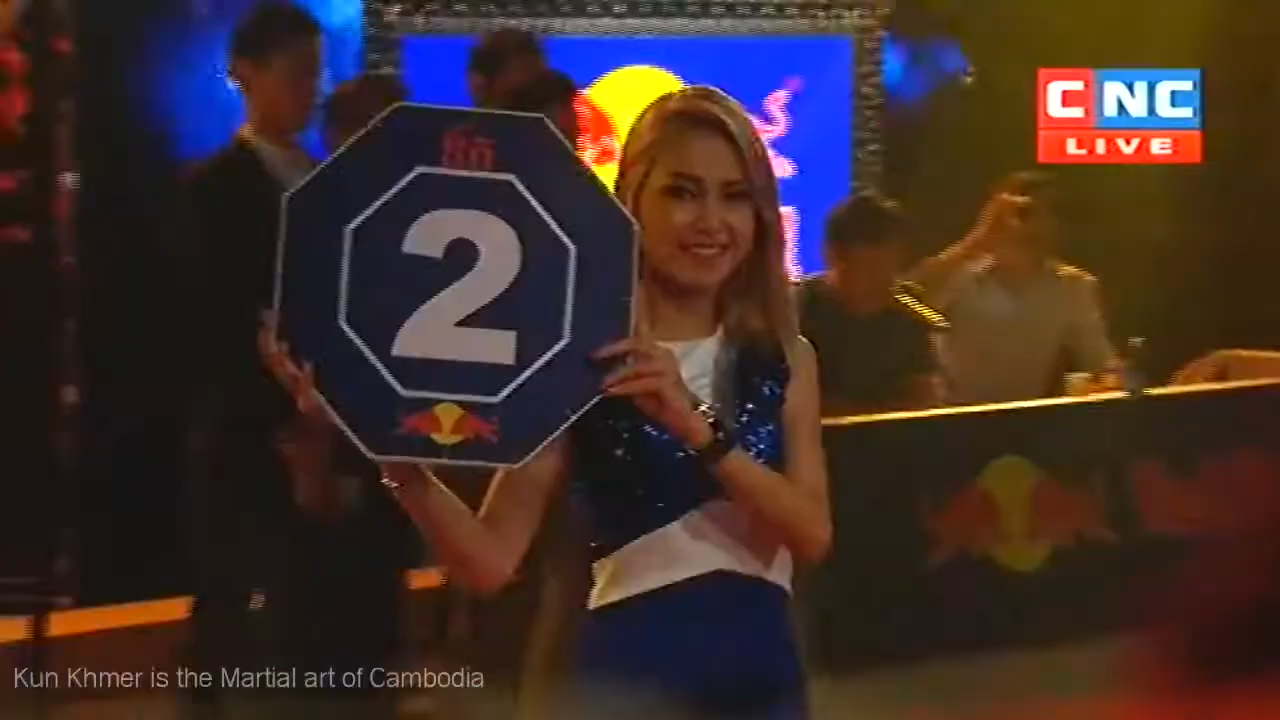 CNC
LIVE
ទឹក
2
Kun Khmer is the Martial art of Cambodia